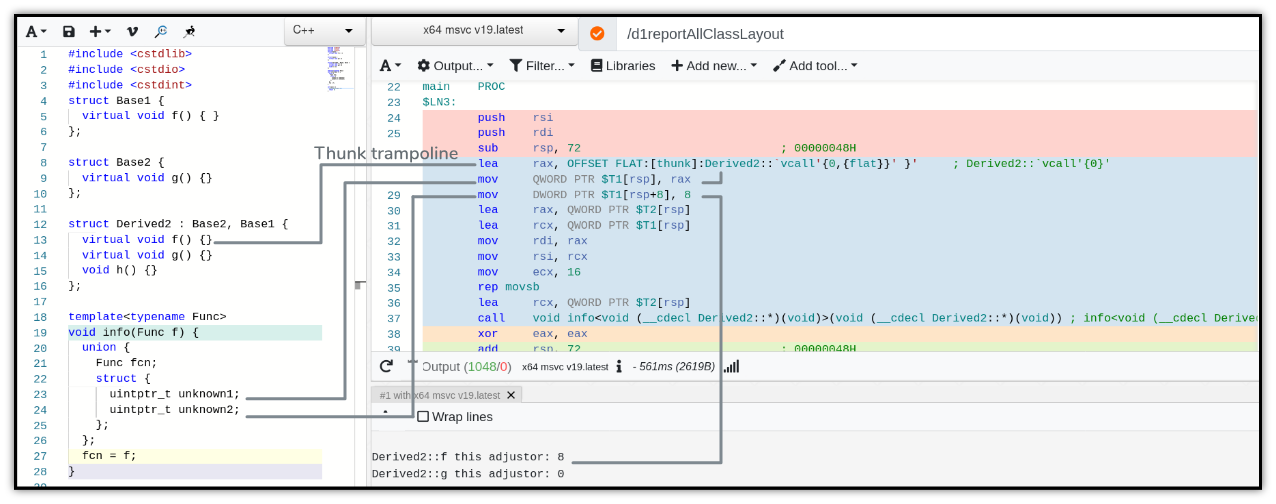 A
C++
x64 msvc v19.latest
/d1reportAllClassLayout
A
Output...
Filter...
Libraries
Add new...
Add tool...
1 #include <cstdlib>
2 #include <cstdio>
3 #include <cstdint>
4 struct Base1 {
5 virtual void f() { }
6 };
7
8 struct Base2 {
9 virtual void g() {}
10 };
11
12 struct Derived2 : Base2, Base1 {
13 virtual void f() {}
14 virtual void g() {}
15 void h() {}
16 };
17
18 template<typename Func>
19 void info(Func f) {
20 union {
21 Func fcn;
22 struct {
23 uintptr_t unknown1;
24 uintptr_t unknown2;
25 };
26 };
27 fcn = f;
28 }
Thunk trampoline
22 main PROC
23 $LN3:
24 push rsi
25 push rdi
sub rsp, 72 ; 00000048H
lea rax, OFFSET FLAT:[thunk]:Derived2::`vcall'{0,{flat}}' }' ; Derived2::`vcall'{0}'
mov QWORD PTR $T1[rsp], rax
29 mov DWORD PTR $T1[rsp+8], 8
30 lea rax, QWORD PTR $T2[rsp]
31 lea rcx, QWORD PTR $T1[rsp]
32 mov rdi, rax
33 mov rsi, rcx
34 mov ecx, 16
35 rep movsb
36 lea rcx, QWORD PTR $T2[rsp]
37 call void info<void (__cdecl Derived2::*)(void)>(void (__cdecl Derived2::*)(void)) ; info<void (__cdecl Derive
38 xor eax, eax
39 add rsp, 72 ; 00000048H
Output (1048/0) x64 msvc v19.latest - 561ms (2619B)
#1 with x64 msvc v19.latest
Wrap lines
Derived2::f this adjustor: 8
Derived2::g this adjustor: 0